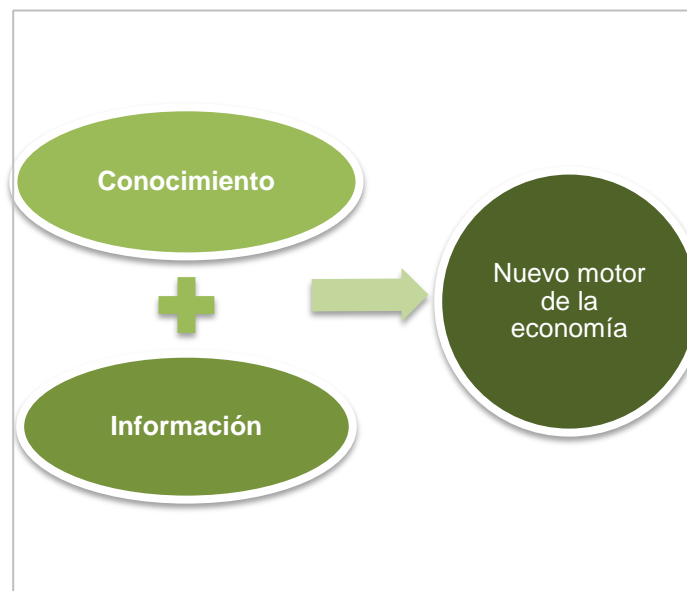 Conocimiento
Información
Nuevo motor
de la
economía